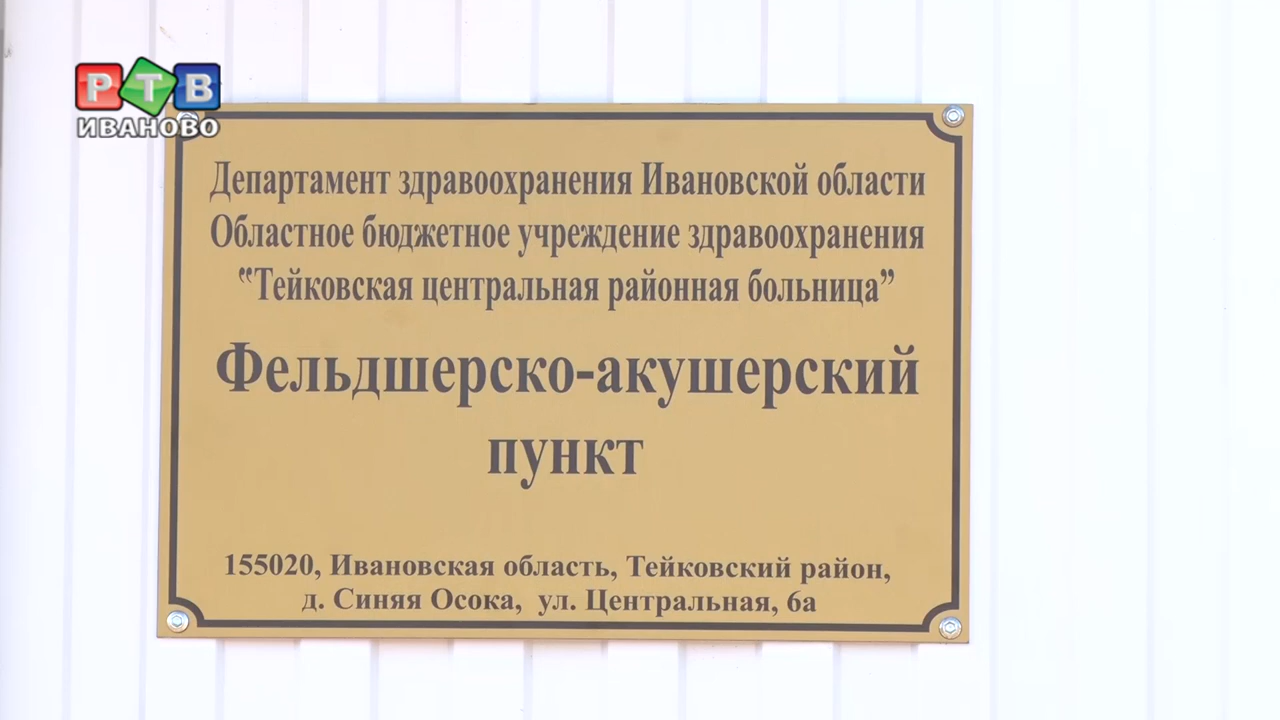 РТВ
ИВАНОВО
Департамент здравоохранения Ивановской области
Областное бюджетное учреждение здравоохранения
“Тейковская центральная районная больница”
Фельдшерско-акушерский
пункт
155020, Ивановская область, Тейковский район,
д. Синяя Осока, ул. Центральная, 6а